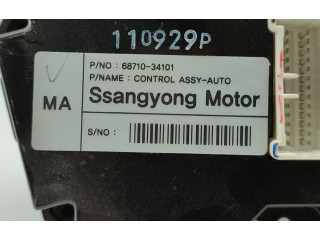 110929P
P/NO : 68710-34101
P/NAME : CONTROL ASSY-AUTO
MA Ssangyong Motor
S/NO :